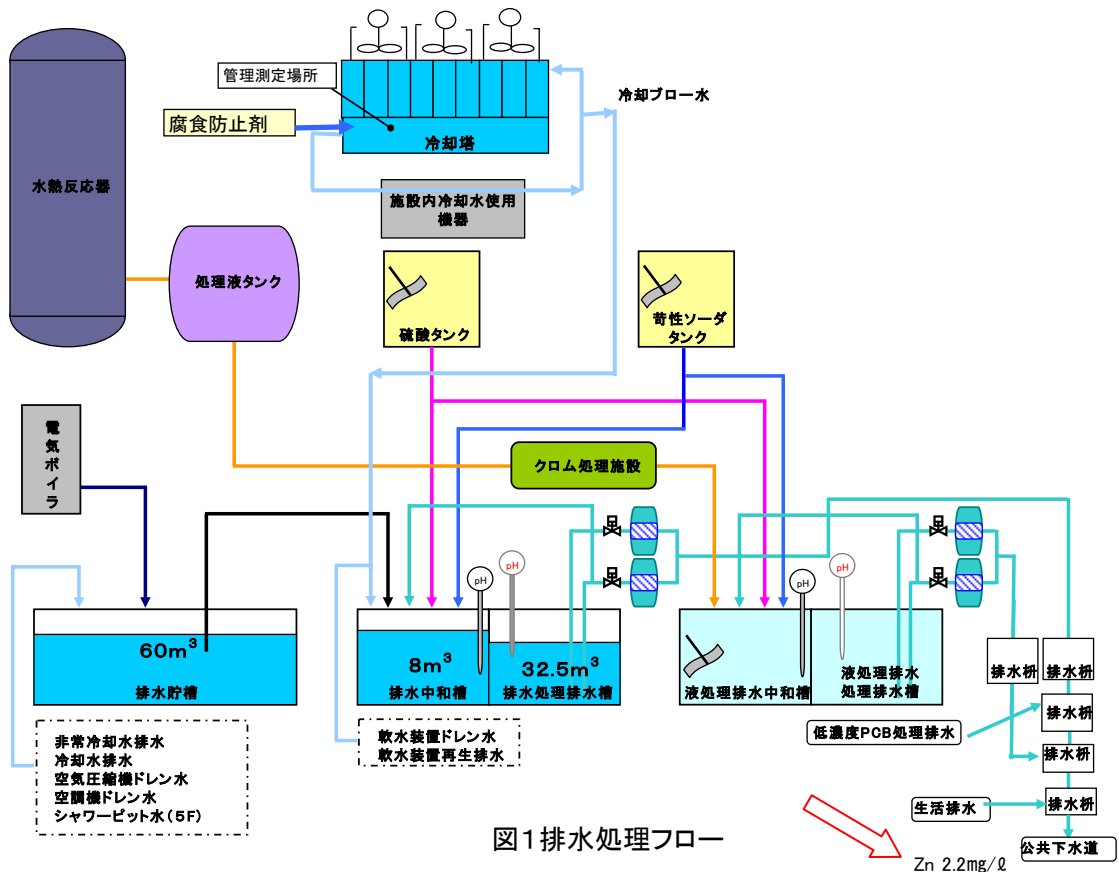 管理測定場所
冷却ブロー水
腐食防止剤
冷却塔
水熱反応器
施設内冷却水使用
機器
処理液タンク
硫酸タンク
苛性ソーダ
タンク
電気ボイラ
クロム処理施設
pH
pH
pH
pH
60m³
排水貯槽
8m³
排水中和槽
32.5m³
排水処理排水槽
液処理排水中和槽
液処理排水
処理排水槽
排水枡
排水枡
排水枡
低濃度PCB処理排水
排水枡
生活排水
排水枡
公共下水道
非常冷却水排水
冷却水排水
空気圧縮機ドレン水
空調機ドレン水
シャワーピット水(5F)
軟水装置ドレン水
軟水装置再生排水
図1排水処理フロー
Zn 2.2mg/ℓ